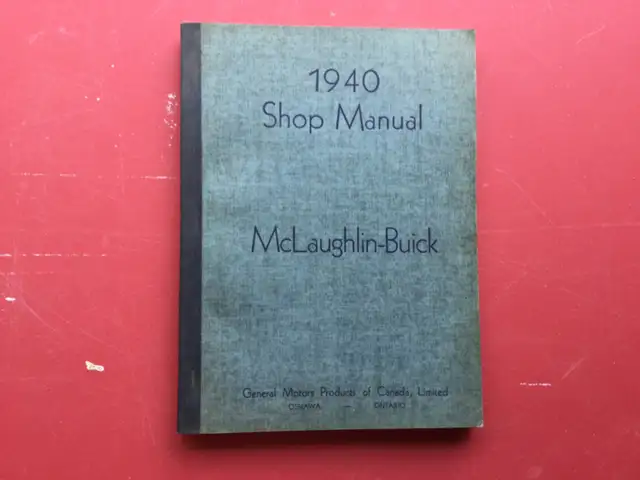 1940
Shop Manual
McLaughlin-Buick
General Motors Products of Canada, Limited
OSHAWA — ONTARIO